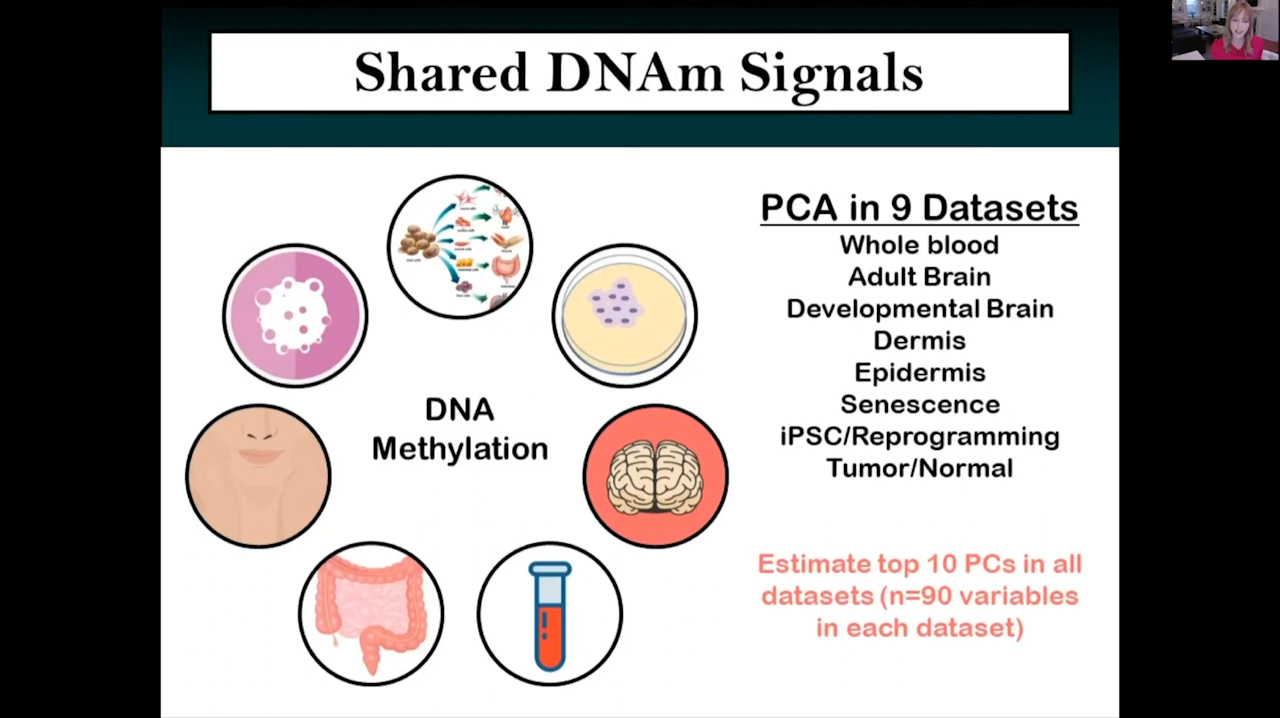 Shared DNAm Signals
DNA
Methylation
PCA in 9 Datasets
Whole blood
Adult Brain
Developmental Brain
Dermis
Epidermis
Senescence
iPSC/Reprogramming
Tumor/Normal
Estimate top 10 PCs in all
datasets (n=90 variables
in each dataset)